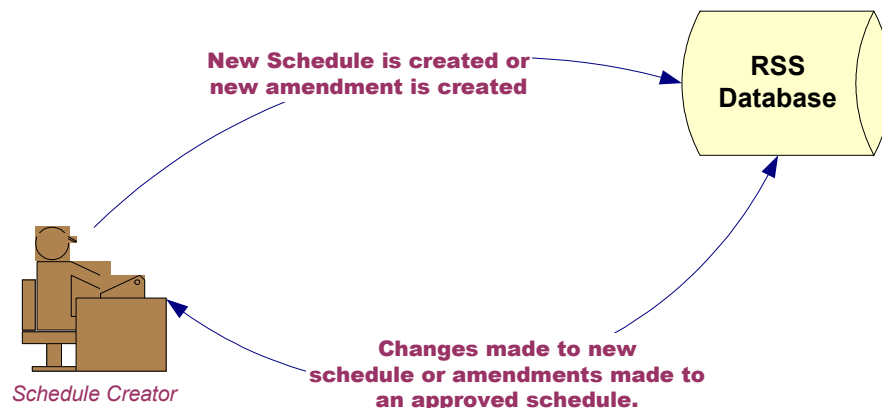 New Schedule is created or
new amendment is created
RSS
Database
Changes made to new
schedule or amendments made to
an approved schedule.
Schedule Creator